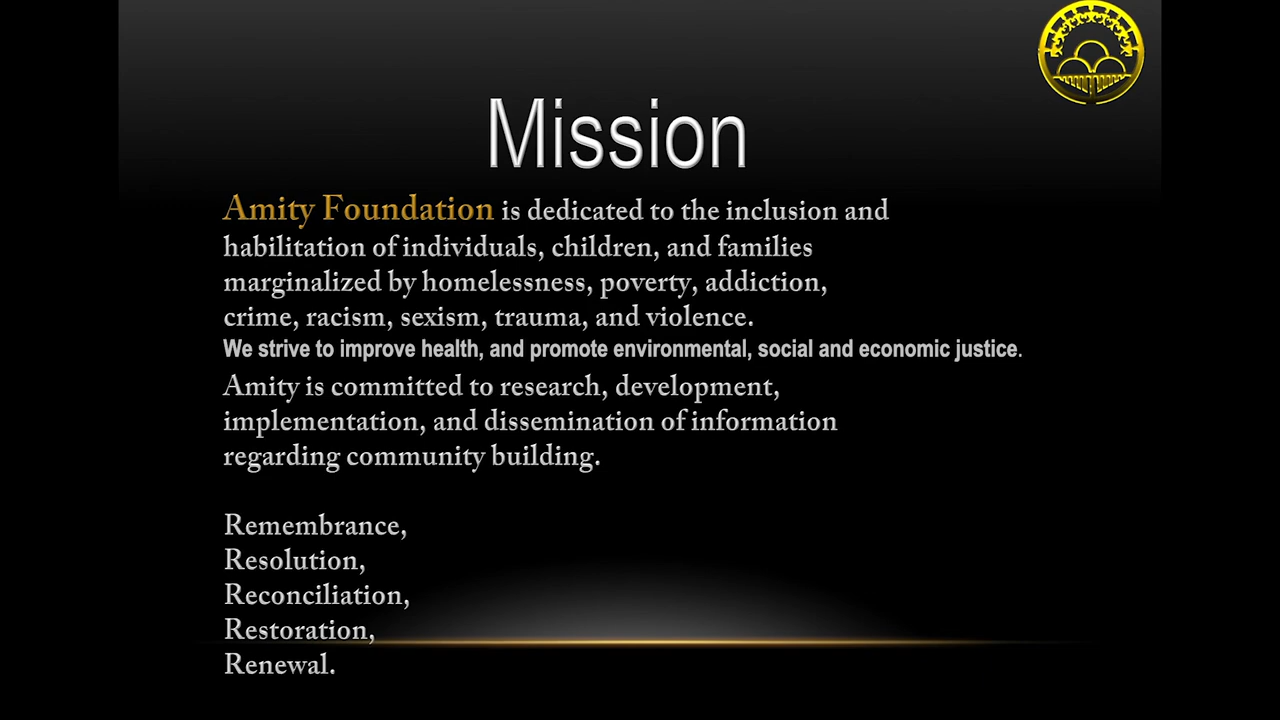 Mission
Amity Foundation is dedicated to the inclusion and
habilitation of individuals, children, and families
marginalized by homelessness, poverty, addiction,
crime, racism, sexism, trauma, and violence.
We strive to improve health, and promote environmental, social and economic justice.
Amity is committed to research, development,
implementation, and dissemination of information
regarding community building.
Remembrance,
Resolution,
Reconciliation,
Restoration,
Renewal.